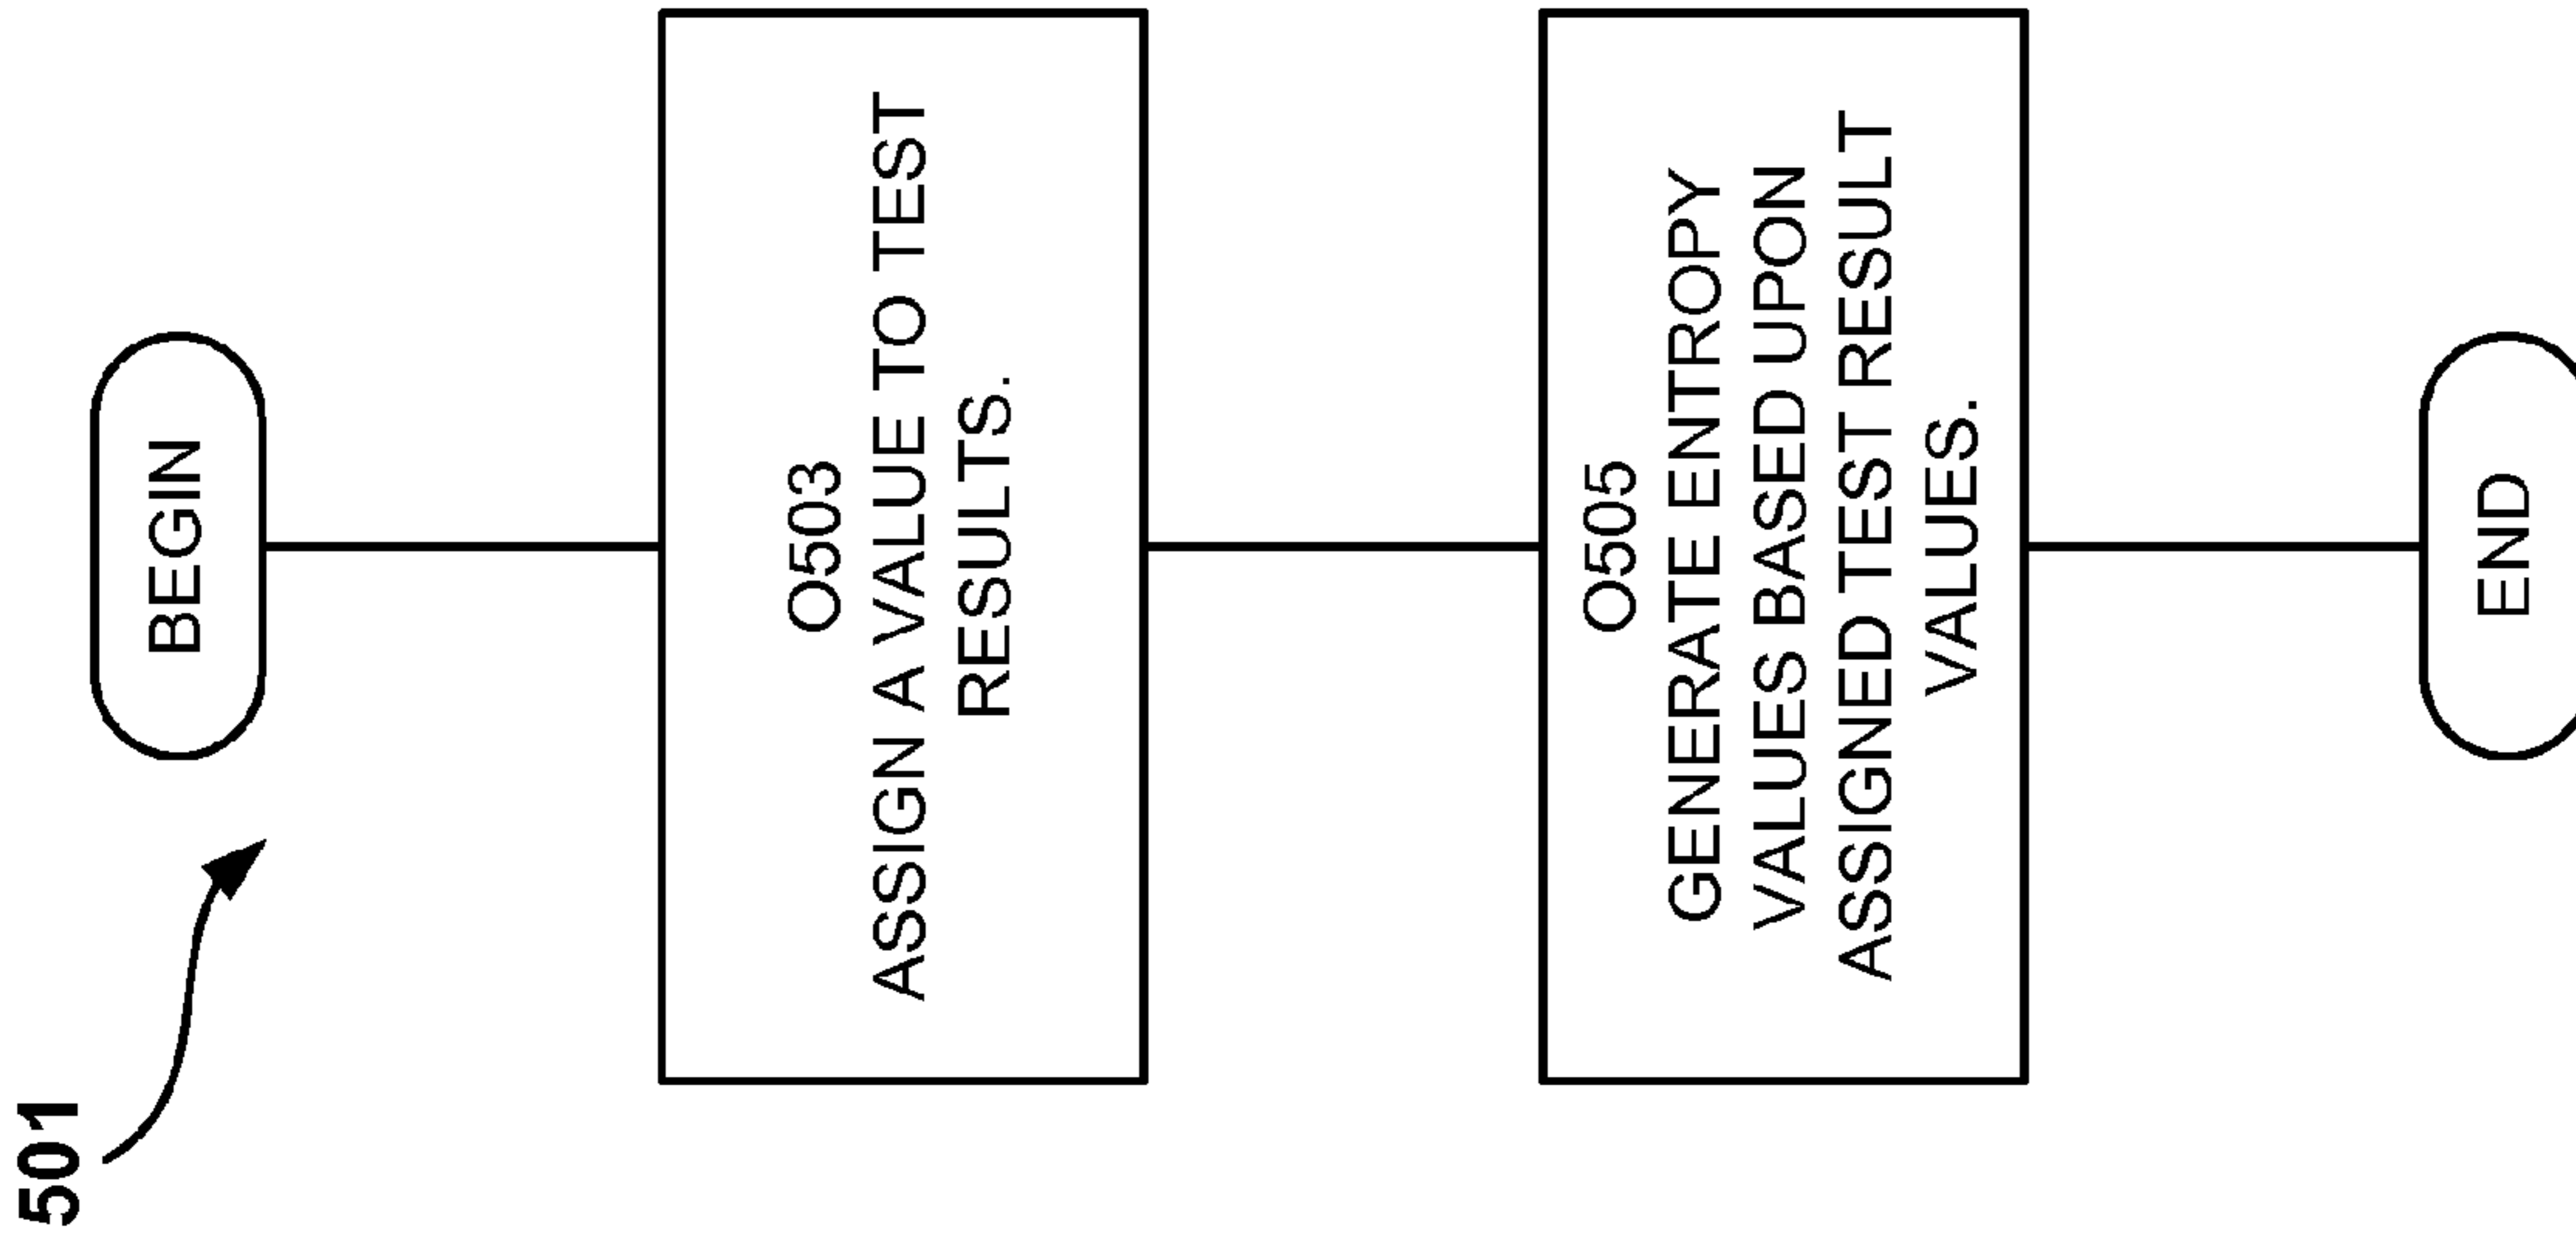 501
BEGIN
O503
ASSIGN A VALUE TO TEST
RESULTS.
O505
GENERATE ENTROPY
VALUES BASED UPON
ASSIGNED TEST RESULT
VALUES.
END